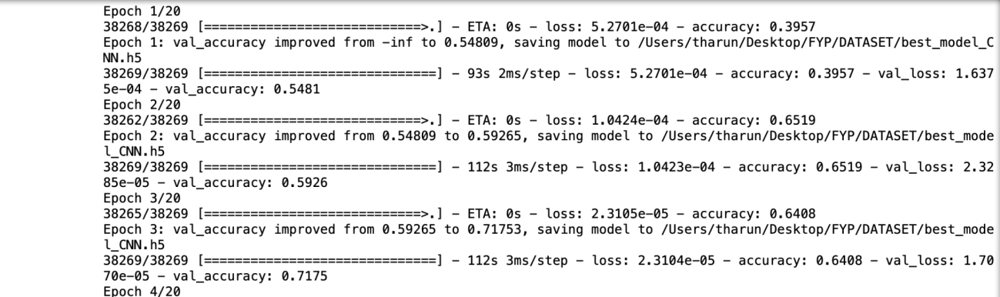 Epoch 1/20
38268/38269 [============================>.] - ETA: 0s - loss: 5.2701e-04 - accuracy: 0.3957
Epoch 1: val_accuracy improved from -inf to 0.54809, saving model to /Users/tharun/Desktop/FYP/DATASET/best_model_C
NN.h5
38269/38269 [==============================] - 93s 2ms/step - loss: 5.2701e-04 - accuracy: 0.3957 - val_loss: 1.637
5e-04 - val_accuracy: 0.5481
Epoch 2/20
38262/38269 [============================>.] - ETA: 0s - loss: 1.0424e-04 - accuracy: 0.6519
Epoch 2: val_accuracy improved from 0.54809 to 0.59265, saving model to /Users/tharun/Desktop/FYP/DATASET/best_mode
l_CNN.h5
38269/38269 [==============================] - 112s 3ms/step - loss: 1.0423e-04 - accuracy: 0.6519 - val_loss: 2.32
85e-05 - val_accuracy: 0.5926
Epoch 3/20
38265/38269 [============================>.] - ETA: 0s - loss: 2.3105e-05 - accuracy: 0.6408
Epoch 3: val_accuracy improved from 0.59265 to 0.71753, saving model to /Users/tharun/Desktop/FYP/DATASET/best_mode
l_CNN.h5
38269/38269 [==============================] - 112s 3ms/step - loss: 2.3104e-05 - accuracy: 0.6408 - val_loss: 1.70
70e-05 - val_accuracy: 0.7175
Epoch 4/20